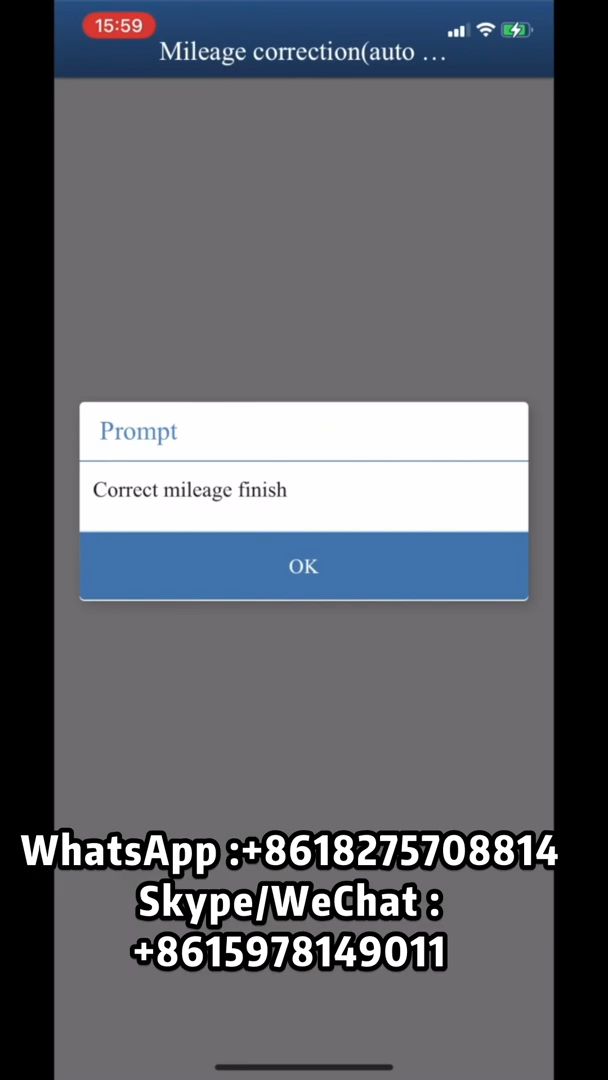 15:59
Mileage correction(auto …
Prompt
Correct mileage finish
OK
WhatsApp :+8618275708814
Skype/WeChat :
+8615978149011